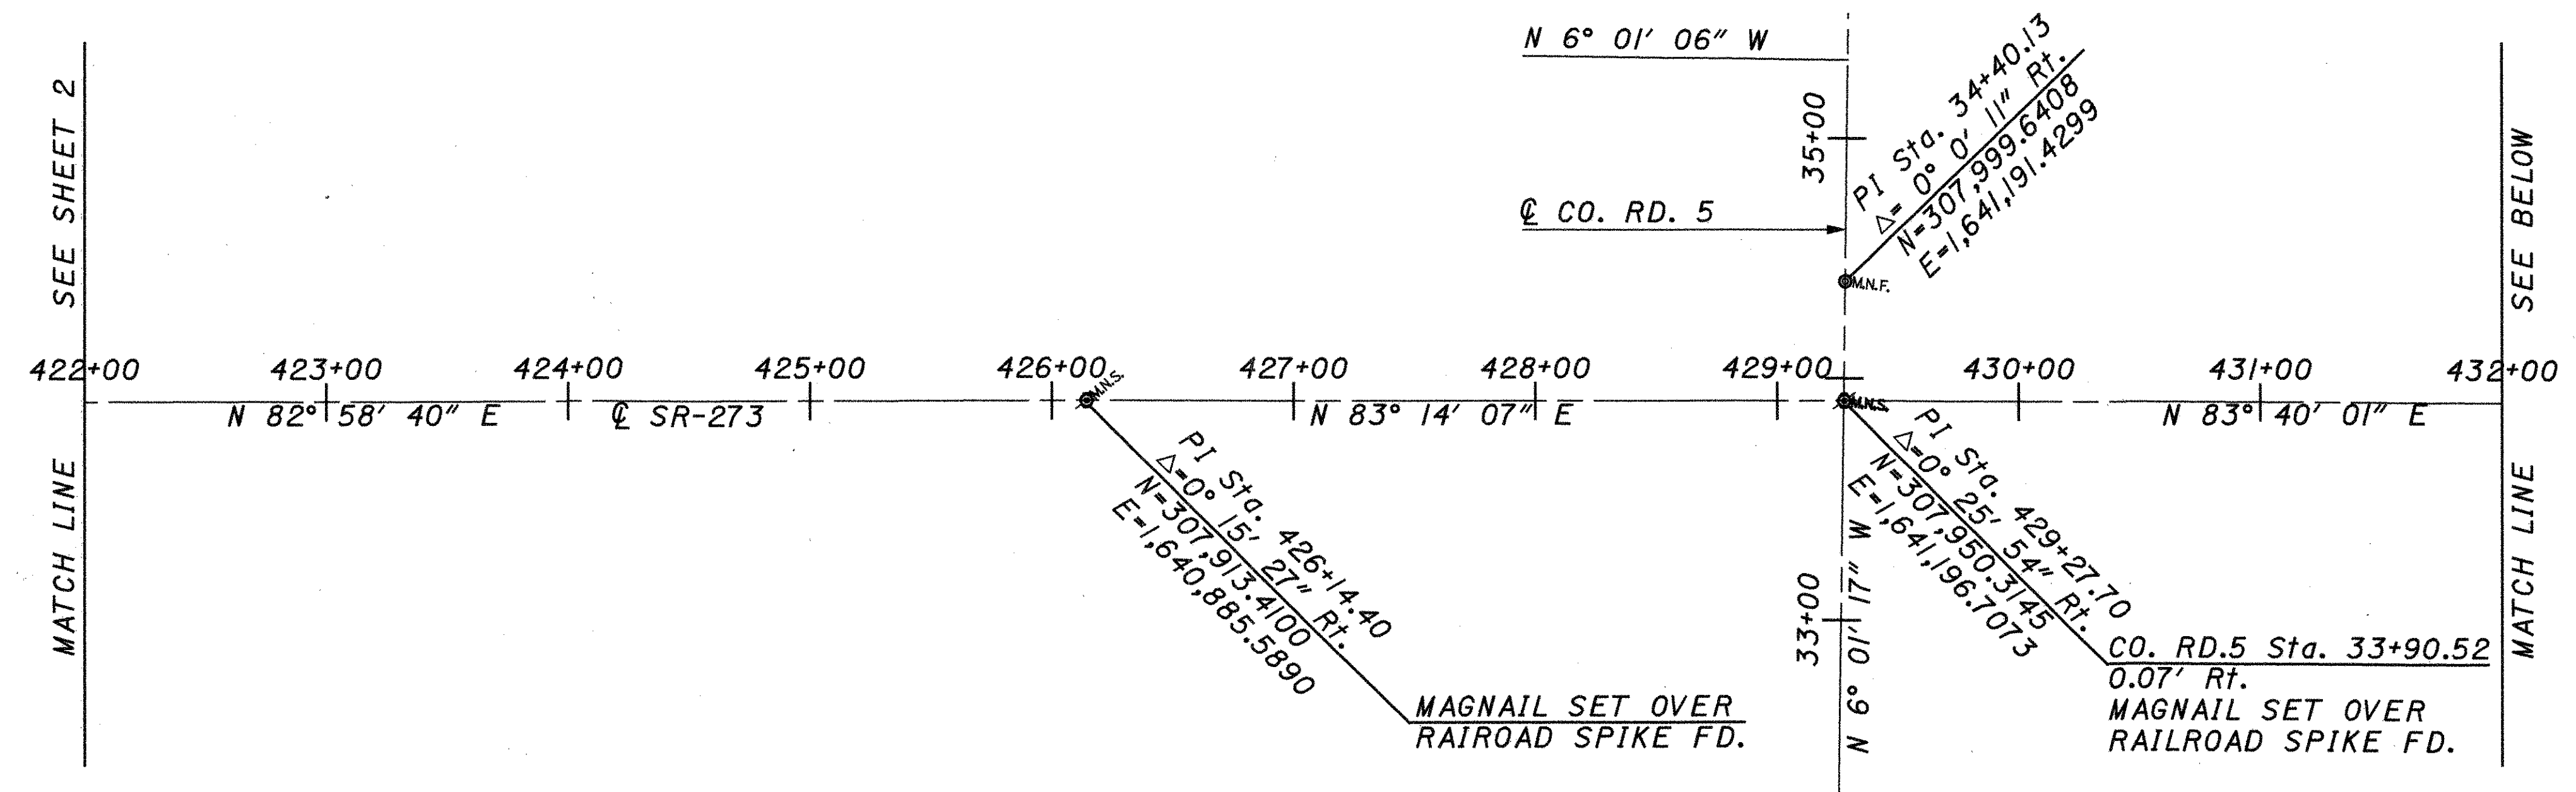 N 6° 01' 06" W
SEE SHEET 2
MATCH LINE
35+00
℄ CO. RD. 5
PI Sta. 34+40.13
Δ= 0° 0' 11" Rt.
N=307,999.6408
E=1,641,191.4299
M.N.F.
SEE BELOW
MATCH LINE
422+00 423+00 424+00 425+00 426+00 427+00 428+00 429+00 430+00 431+00 432+00
M.N.S.
M.N.S.
N 82° 58' 40" E ℄ SR-273 N 83° 14' 07" E N 83° 40' 01" E
PI Sta. 426+14.40
Δ=0° 15' 27" Rt.
N=307,913.4100
E=1,640,885.5890
MAGNAIL SET OVER
RAIROAD SPIKE FD.
33+00
N 6° 01' 17" W
PI Sta. 429+27.70
Δ=0° 25' 54" Rt.
N=307,950.3145
E=1,641,196.7073
CO. RD.5 Sta. 33+90.52
0.07' Rt.
MAGNAIL SET OVER
RAILROAD SPIKE FD.